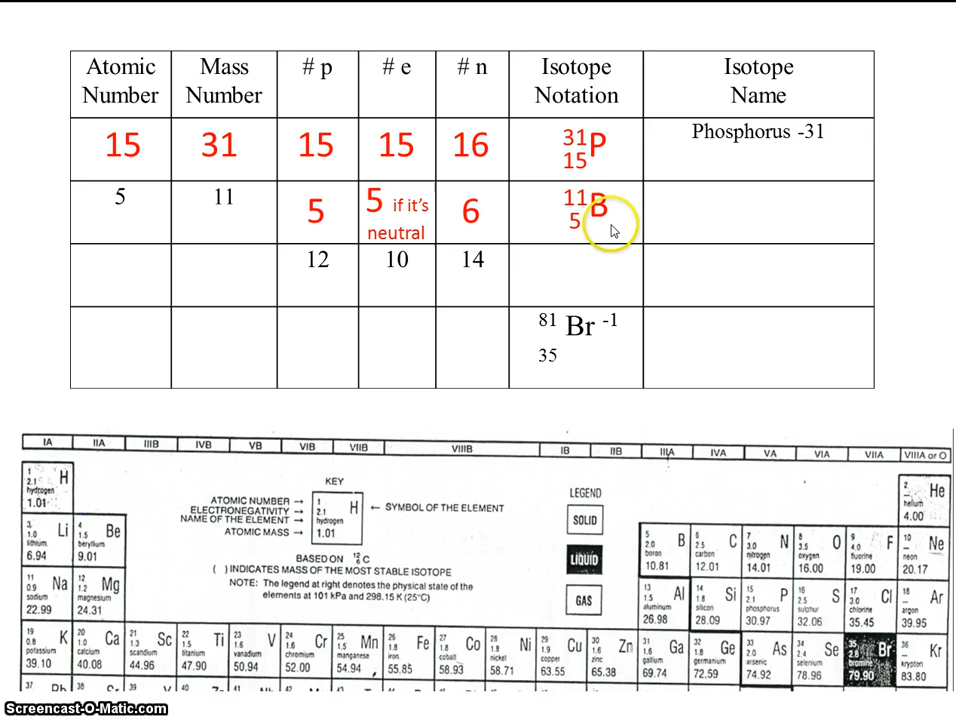 Atomic Number Mass Number # p # e # n Isotope Notation Isotope Name
15 31 15 15 16 31 15 P Phosphorus -31
5 11 5 5 if it's neutral 6 11 5 B
12 10 14
81 35 Br -1
IA IIA IIIB IVB VB VIB VIIB VIIIB IB IIB IIIA IVA VA VIA VIIA VIIIA or O
KEY
ATOMIC NUMBER →
ELECTRONEGATIVITY →
NAME OF THE ELEMENT →
ATOMIC MASS →
1 2.1 H hydrogen 1.01
← SYMBOL OF THE ELEMENT
BASED ON 12 6 C
( ) INDICATES MASS OF THE MOST STABLE ISOTOPE
NOTE: The legend at right denotes the physical state of the
elements at 101 kPa and 298.15 K (25°C)
LEGEND
SOLID
LIQUID
GAS
1 2.1 H hydrogen 1.01
2 – He helium 4.00
3 1.0 Li lithium 6.94
4 1.5 Be beryllium 9.01
5 2.0 B boron 10.81
6 2.5 C carbon 12.01
7 3.0 N nitrogen 14.01
8 3.5 O oxygen 16.00
9 4.0 F fluorine 19.00
10 – Ne neon 20.17
11 0.9 Na sodium 22.99
12 1.2 Mg magnesium 24.31
13 1.5 Al aluminum 26.98
14 1.8 Si silicon 28.09
15 2.1 P phosphorus 30.97
16 2.5 S sulphur 32.06
17 3.0 Cl chlorine 35.45
18 – Ar argon 39.95
19 0.8 K potassium 39.10
20 1.0 Ca calcium 40.08
21 1.3 Sc scandium 44.96
22 1.5 Ti titanium 47.90
23 1.6 V vanadium 50.94
24 1.6 Cr chromium 52.00
25 1.5 Mn manganese 54.94
26 1.8 Fe iron 55.85
27 1.8 Co cobalt 58.93
28 1.8 Ni nickel 58.71
29 1.9 Cu copper 63.55
30 1.6 Zn zinc 65.38
31 1.6 Ga gallium 69.74
32 1.8 Ge germanium 72.59
33 2.0 As arsenic 74.92
34 2.4 Se selenium 78.96
35 2.8 Br bromine 79.90
36 – Kr krypton 83.80
37 38 39 40
Screencast-O-Matic.com